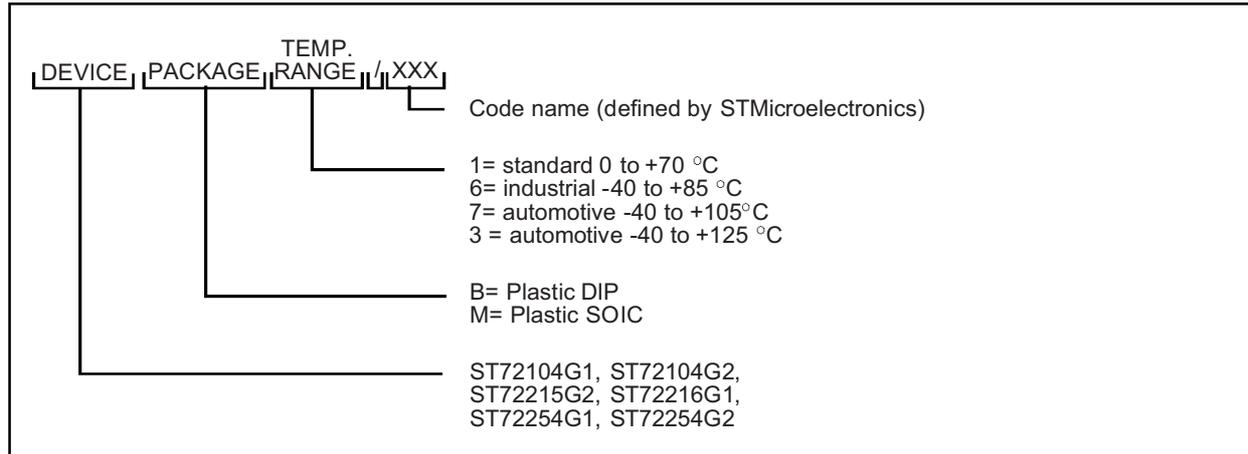 TEMP.
DEVICE PACKAGE RANGE / XXX
Code name (defined by STMicroelectronics)
1= standard 0 to +70 °C
6= industrial -40 to +85 °C
7= automotive -40 to +105°C
3 = automotive -40 to +125 °C
B= Plastic DIP
M= Plastic SOIC
ST72104G1, ST72104G2,
ST72215G2, ST72216G1,
ST72254G1, ST72254G2